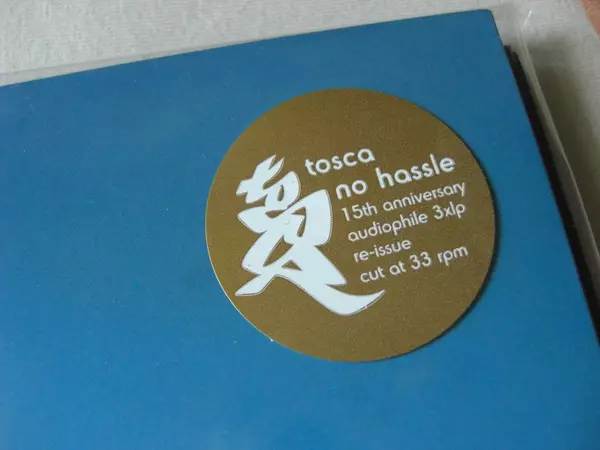 tosca
no hassle
15th anniversary
audiophile 3xlp
re-issue
cut at 33 rpm